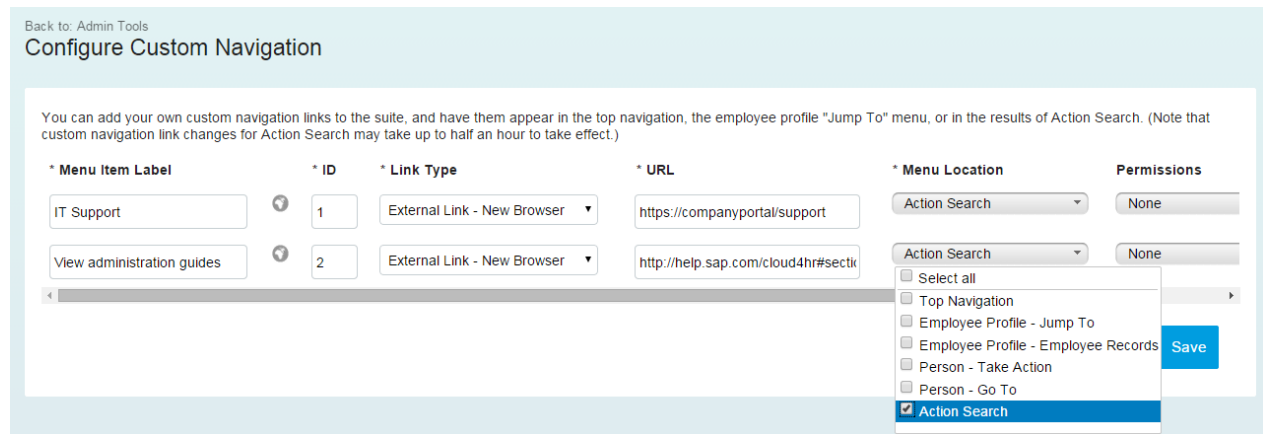 Back to: Admin Tools
Configure Custom Navigation
You can add your own custom navigation links to the suite, and have them appear in the top navigation, the employee profile "Jump To" menu, or in the results of Action Search. (Note that
custom navigation link changes for Action Search may take up to half an hour to take effect.)
* Menu Item Label * ID * Link Type * URL * Menu Location Permissions
IT Support 1 External Link - New Browser https://companyportal/support Action Search None
View administration guides 2 External Link - New Browser http://help.sap.com/cloud4hr#sectio Action Search None
Select all
Top Navigation
Employee Profile - Jump To
Employee Profile - Employee Records
Save
Person - Take Action
Person - Go To
Action Search